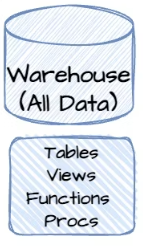 Warehouse
(All Data)
Tables
Views
Functions
Procs